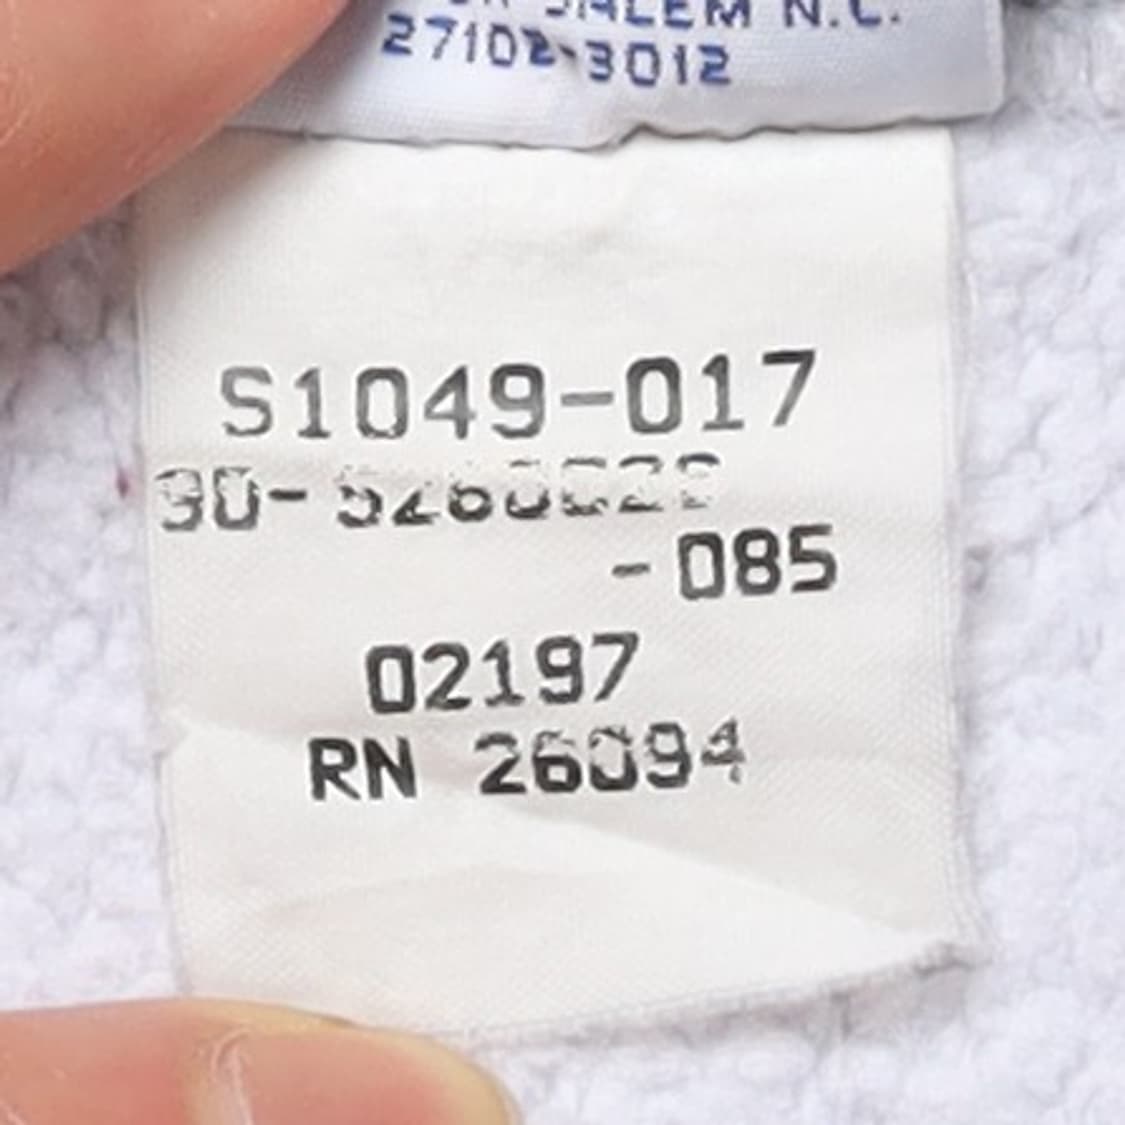 SALEM N.C.
27102-3012
S1049-017
-085
02197
RN 26094